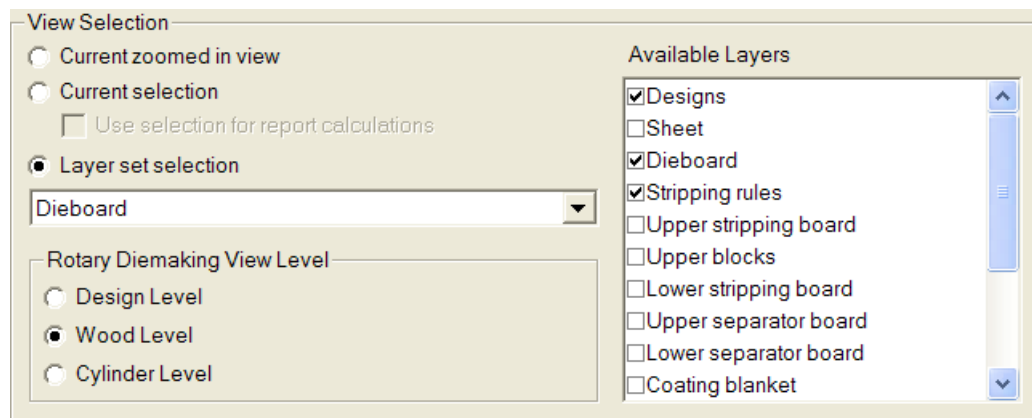 View Selection
Current zoomed in view
Current selection
Use selection for report calculations
Layer set selection
Dieboard
Rotary Diemaking View Level
Design Level
Wood Level
Cylinder Level
Available Layers
Designs
Sheet
Dieboard
Stripping rules
Upper stripping board
Upper blocks
Lower stripping board
Upper separator board
Lower separator board
Coating blanket